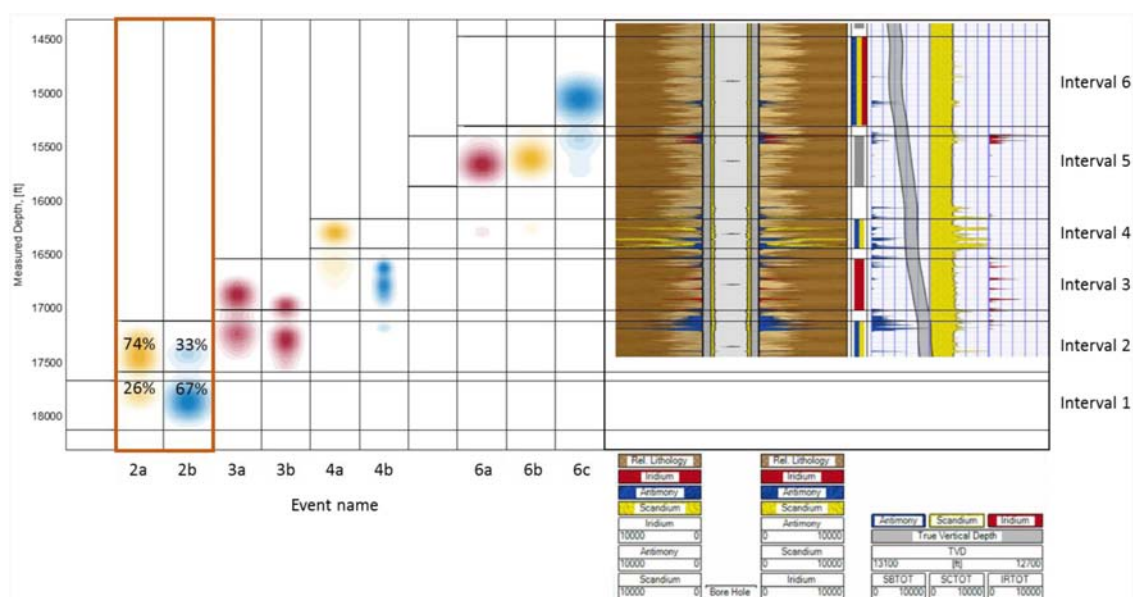 14500
15000
15500
16000
16500
17000
17500
18000
Measured Depth, [ft]
74%
33%
26%
67%
2a
2b
3a
3b
4a
4b
6a
6b
6c
Event name
Interval 6
Interval 5
Interval 4
Interval 3
Interval 2
Interval 1
Rel. Lithology
Iridium
Antimony
Scandium
Iridium
10000 0
Antimony
10000 0
Scandium
10000 0
Bore Hole
Rel. Lithology
Iridium
Antimony
Scandium
Antimony
0 10000
Scandium
0 10000
Iridium
0 10000
Antimony Scandium Iridium
True Vertical Depth
TVD
13100 [ft] 12700
SBTOT SCTOT IRTOT
0 10000 0 10000 0 10000